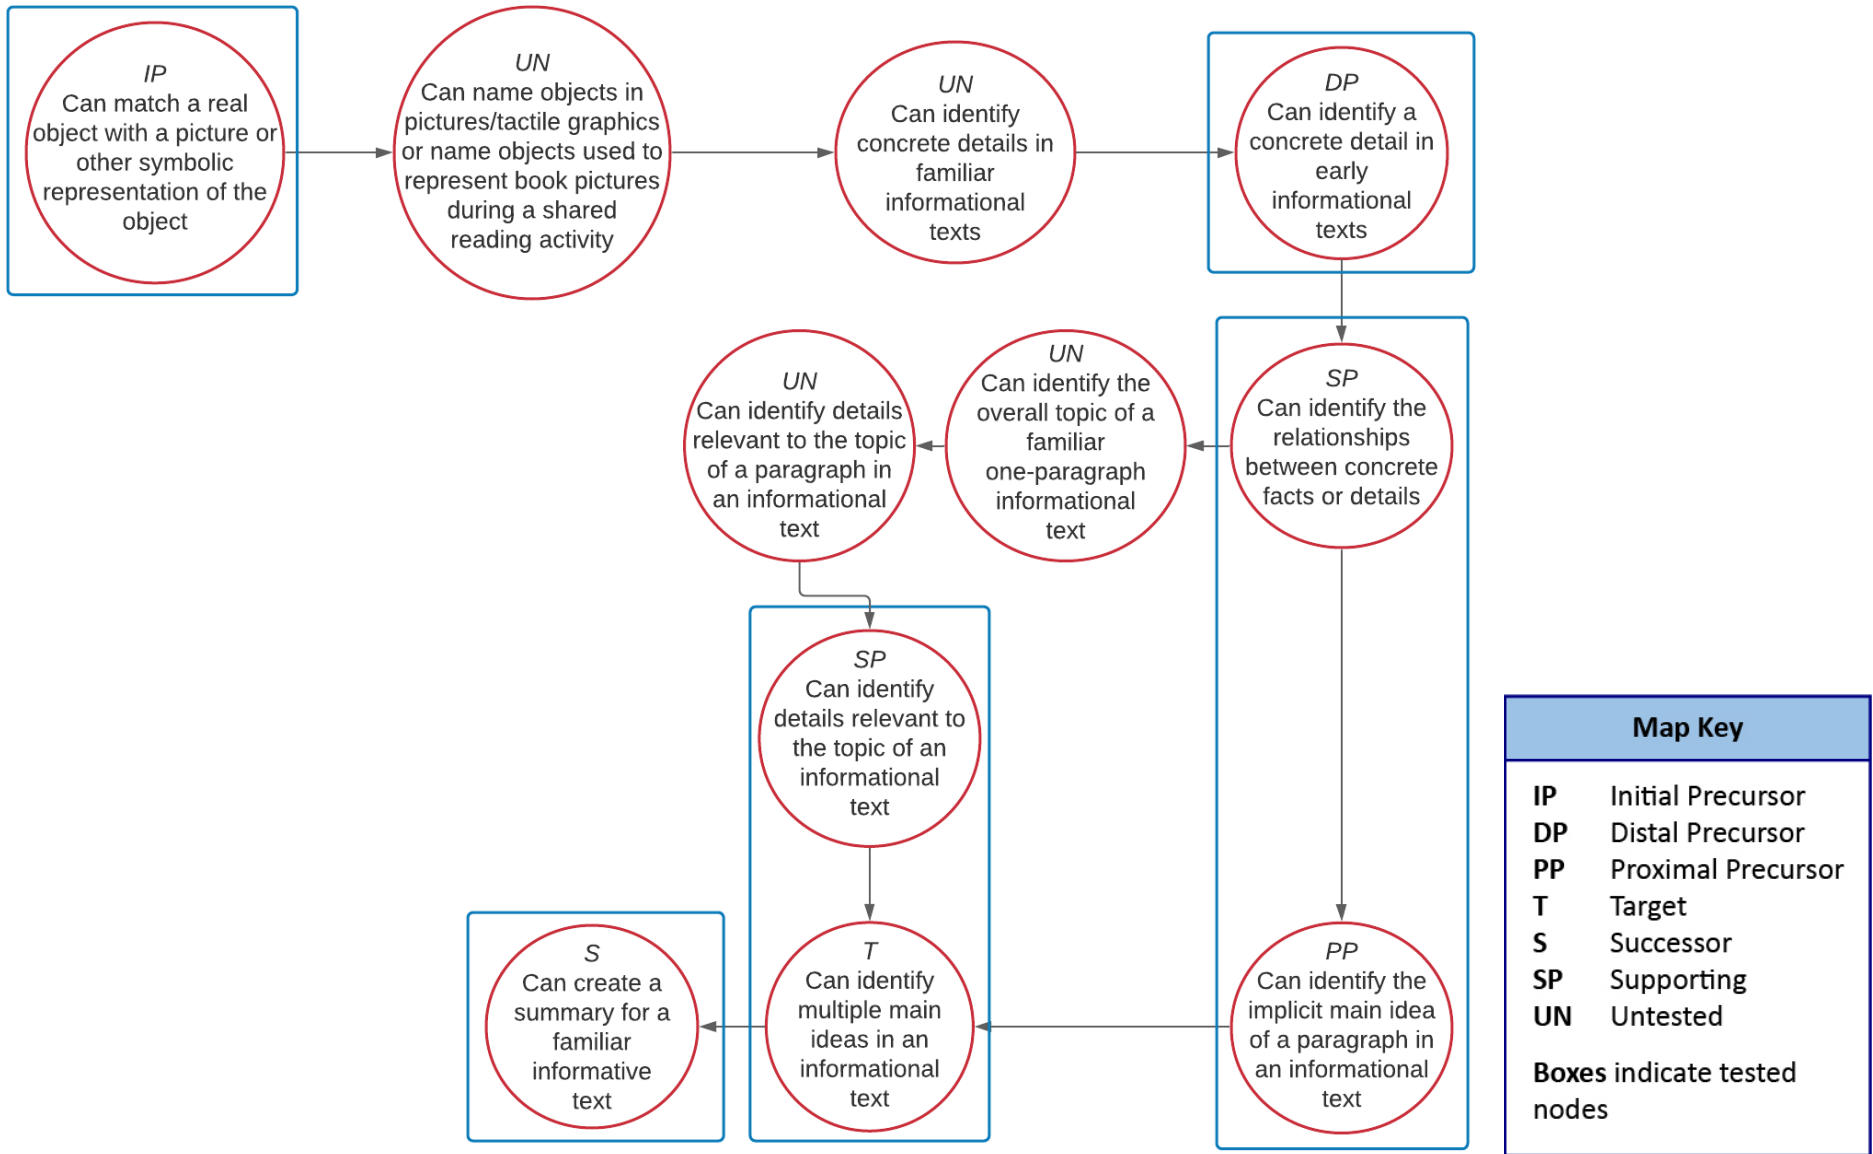 IP
Can match a real
object with a picture or
other symbolic
representation of the
object
UN
Can name objects in
pictures/tactile graphics
or name objects used to
represent book pictures
during a shared
reading activity
UN
Can identify
concrete details in
familiar
informational
texts
DP
Can identify a
concrete detail in
early
informational
texts
SP
Can identify the
relationships
between concrete
facts or details
UN
Can identify the
overall topic of a
familiar
one-paragraph
informational
text
UN
Can identify details
relevant to the topic
of a paragraph in
an informational
text
SP
Can identify
details relevant to
the topic of an
informational
text
T
Can identify
multiple main
ideas in an
informational
text
PP
Can identify the
implicit main idea
of a paragraph in
an informational
text
S
Can create a
summary for a
familiar
informative
text
Map Key
IP Initial Precursor
DP Distal Precursor
PP Proximal Precursor
T Target
S Successor
SP Supporting
UN Untested
Boxes indicate tested
nodes